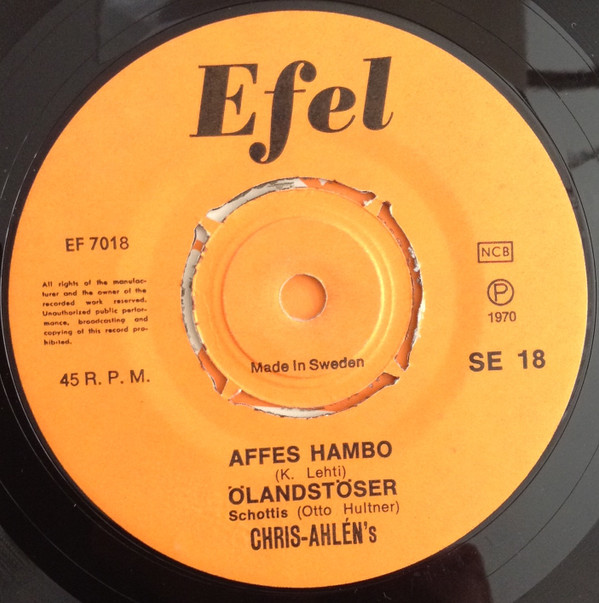 Efel
EF 7018
All rights of the manufac-
turer and the owner of the
recorded work reserved.
Unauthorized public perfor-
mance, broadcasting and
copying of this record pro-
hibited.
45 R. P. M.
NCB
P
1970
SE 18
Made In Sweden
AFFES HAMBO
(K. Lehti)
ÖLANDSTÖSER
Schottis (Otto Hultner)
CHRIS-AHLÉN's